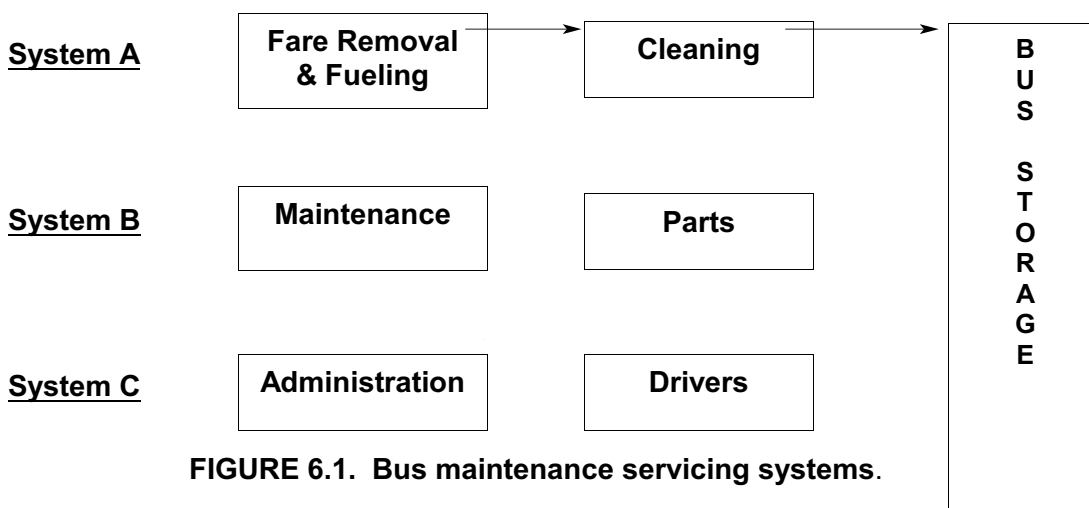 System A
Fare Removal
& Fueling
Cleaning
System B
Maintenance
Parts
System C
Administration
Drivers
B
U
S
S
T
O
R
A
G
E
FIGURE 6.1. Bus maintenance servicing systems.